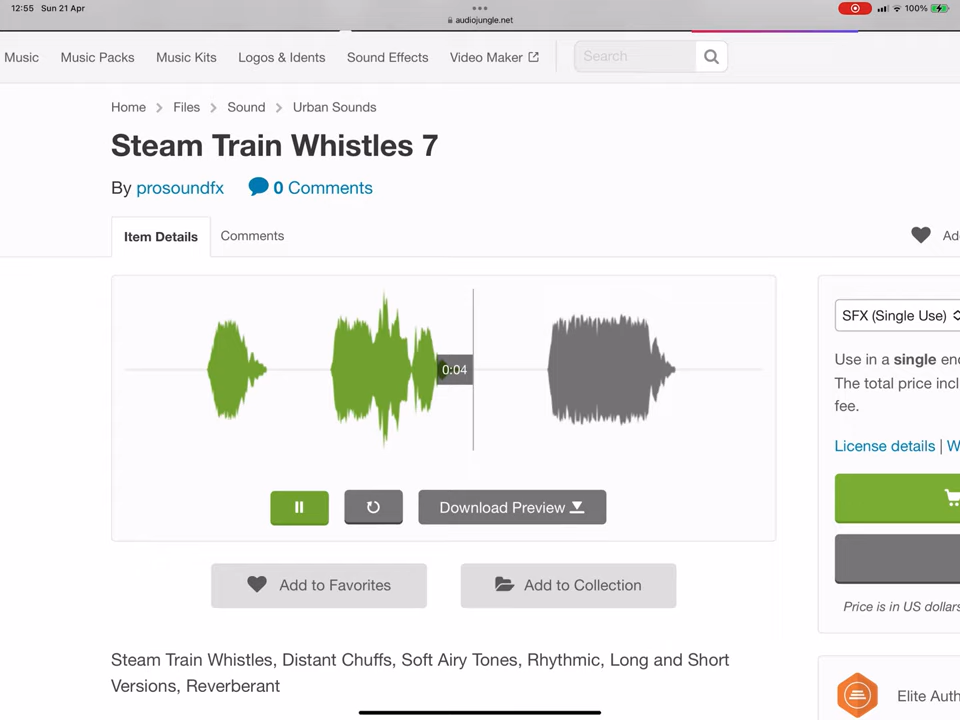 12:55 Sun 21 Apr
100%
audiojungle.net
Music Music Packs Music Kits Logos & Idents Sound Effects Video Maker Search
Home Files Sound Urban Sounds
Steam Train Whistles 7
By prosoundfx 0 Comments
Item Details Comments
Ad
0:04
SFX (Single Use)
Use in a single en
The total price incl
fee.
License details | W
Download Preview
Add to Favorites Add to Collection
Price is in US dollars
Steam Train Whistles, Distant Chuffs, Soft Airy Tones, Rhythmic, Long and Short
Versions, Reverberant
Elite Auth